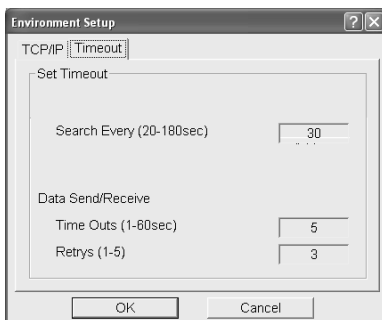 Environment Setup
TCP/IP Timeout
Set Timeout
Search Every (20-180sec) 30
Data Send/Receive
Time Outs (1-60sec) 5
Retrys (1-5) 3
OK Cancel